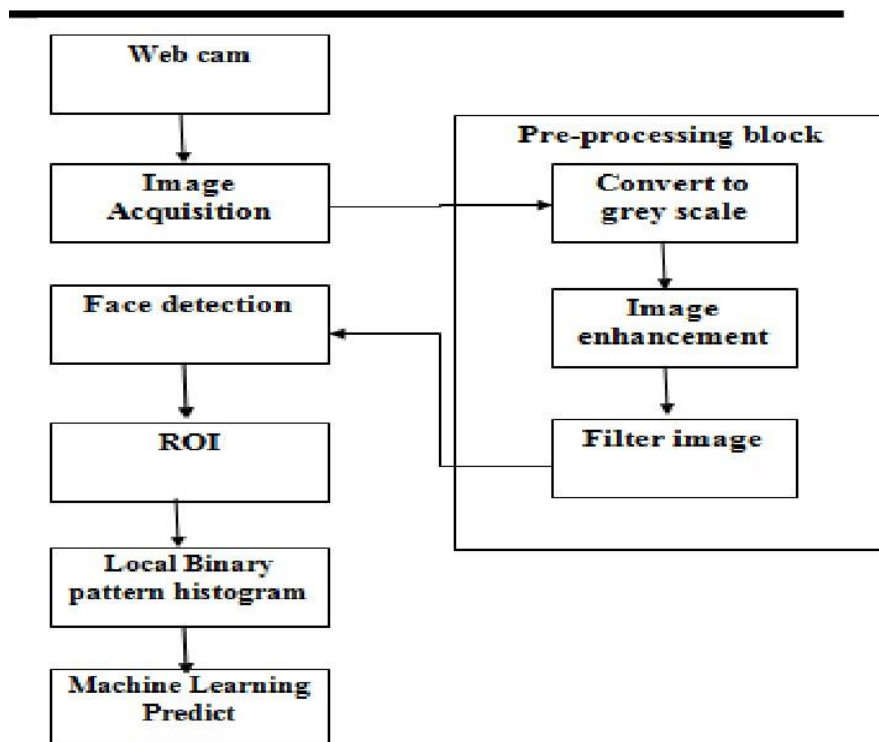 Web cam
Image
Acquisition
Pre-processing block
Convert to
grey scale
Image
enhancement
Filter image
Face detection
ROI
Local Binary
pattern histogram
Machine Learning
Predict